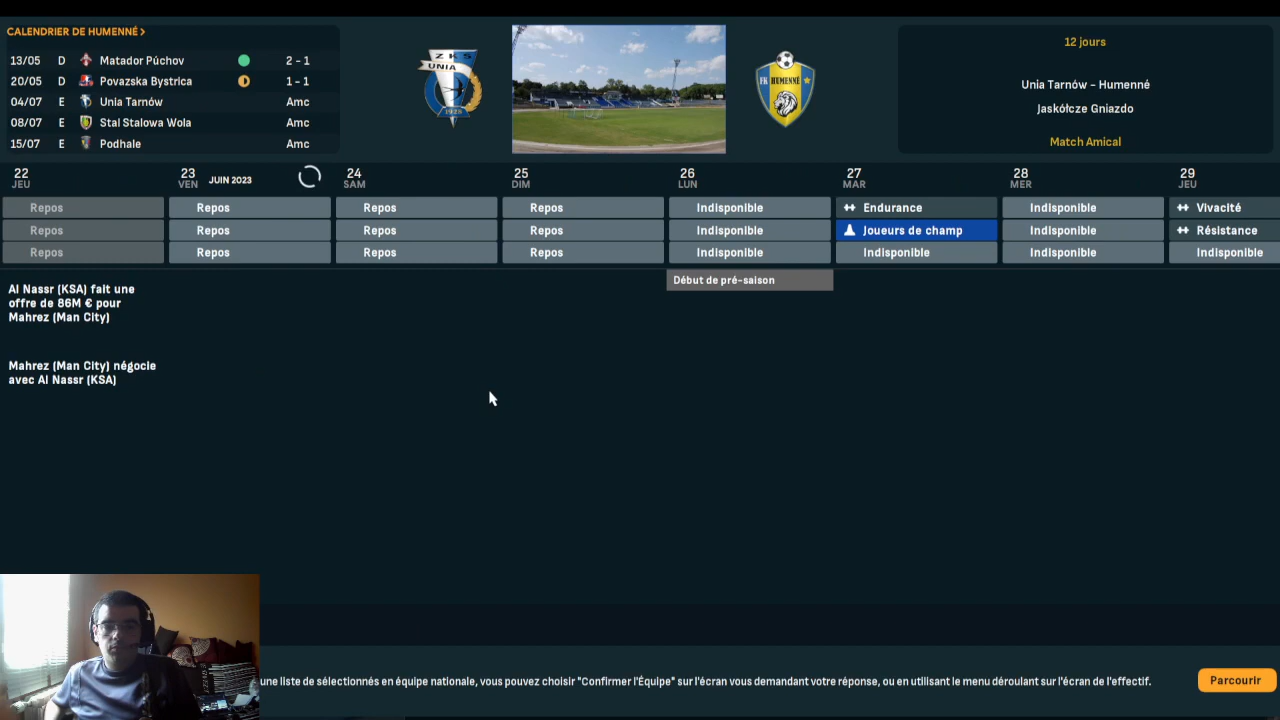 CALENDRIER DE HUMENNÉ >
13/05 D Matador Púchov 2 - 1
20/05 D Povazska Bystrica 1 - 1
04/07 E Unia Tarnów Amc
08/07 E Stal Stalowa Wola Amc
15/07 E Podhale Amc
ZKS
UNIA
1928
FK HUMENNÉ
12 jours
Unia Tarnów - Humenné
Jaskółcze Gniazdo
Match Amical
22 JEU
23 VEN
JUIN 2023
24 SAM
25 DIM
26 LUN
27 MAR
28 MER
29 JEU
Repos Repos Repos Repos Indisponible Endurance Indisponible Vivacité
Repos Repos Repos Repos Indisponible Joueurs de champ Indisponible Résistance
Repos Repos Repos Repos Indisponible Indisponible Indisponible Indisponible
Début de pré-saison
Al Nassr (KSA) fait une
offre de 86M € pour
Mahrez (Man City)
Mahrez (Man City) négocie
avec Al Nassr (KSA)
une liste de sélectionnés en équipe nationale, vous pouvez choisir "Confirmer l'Équipe" sur l'écran vous demandant votre réponse, ou en utilisant le menu déroulant sur l'écran de l'effectif.
Parcourir